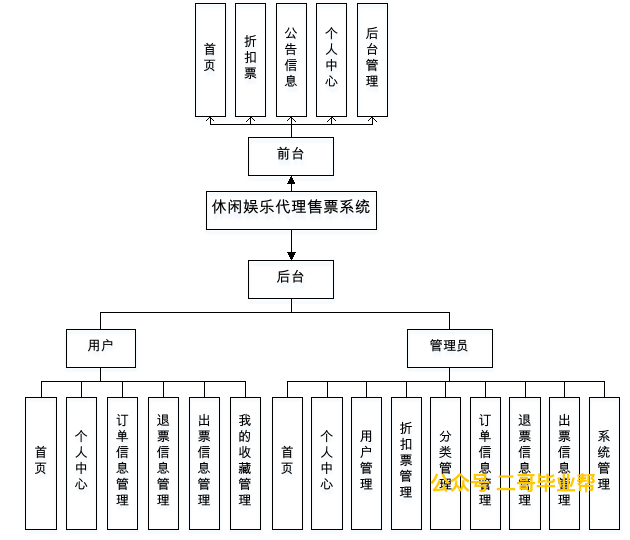 首页
折扣票
公告信息
个人中心
后台管理
前台
休闲娱乐代理售票系统
后台
用户
管理员
首页
个人中心
订单信息管理
退票信息管理
出票信息管理
我的收藏管理
首页
个人中心
用户管理
折扣票管理
分类管理
订单信息管理
退票信息管理
出票信息管理
系统管理
公众号 二哥毕业帮